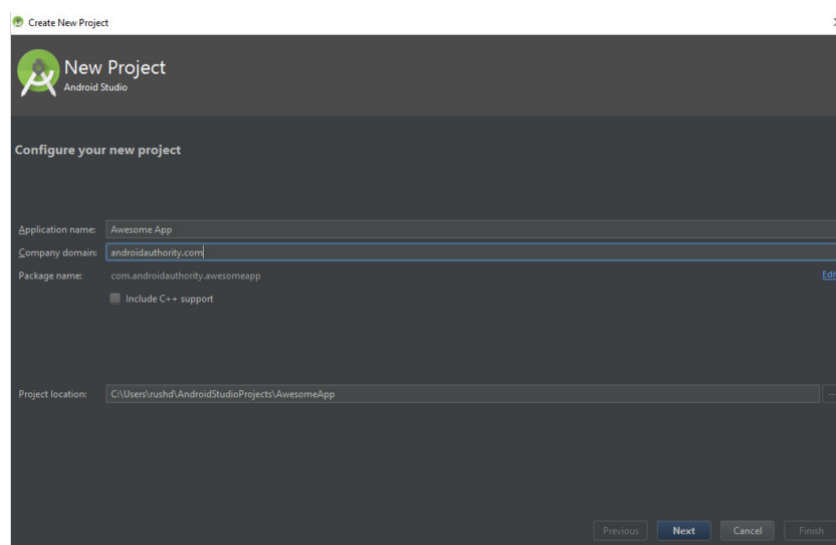 Create New Project
New Project
Android Studio
Configure your new project
Application name: Awesome App
Company domain: androidauthority.com
Package name: com.androidauthority.awesomeapp
Include C++ support
Project location: C:\Users\rushd\AndroidStudioProjects\AwesomeApp ...
Previous Next Cancel Finish